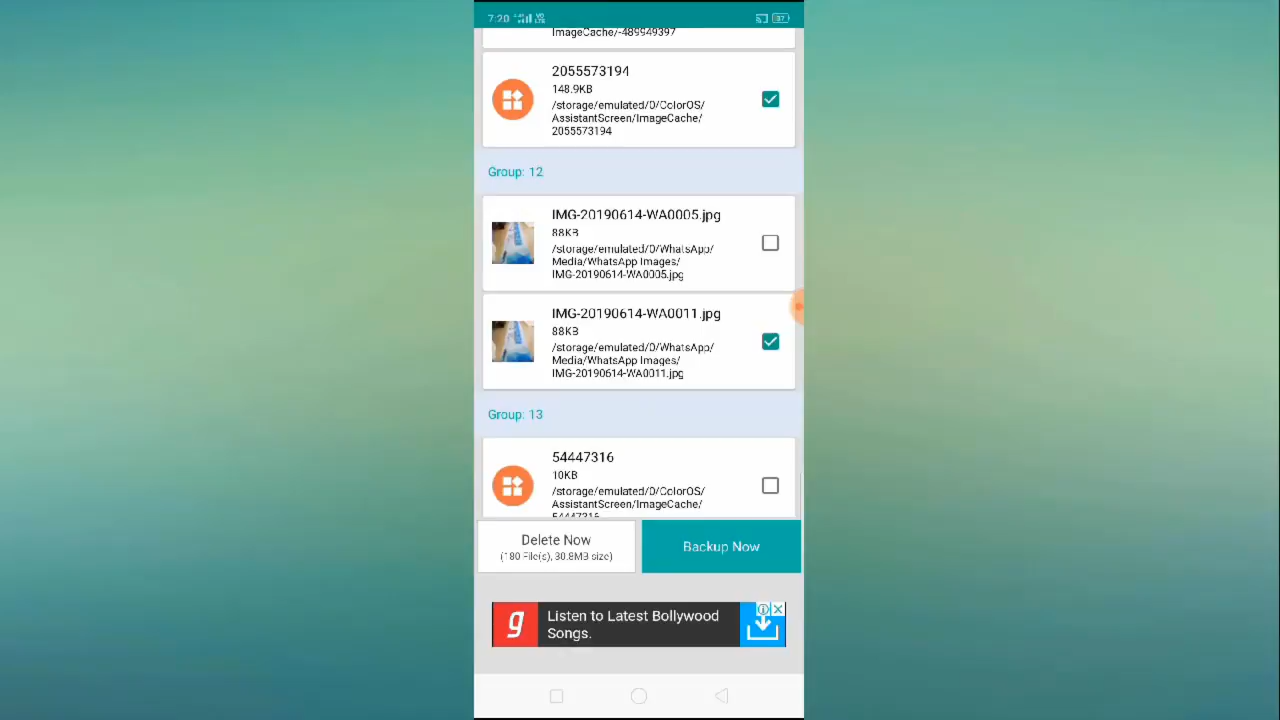 7:20
87
ImageCache/-489949397
2055573194
148.9KB
/storage/emulated/0/ColorOS/
AssistantScreen/ImageCache/
2055573194
Group: 12
IMG-20190614-WA0005.jpg
88KB
/storage/emulated/0/WhatsApp/
Media/WhatsApp Images/
IMG-20190614-WA0005.jpg
IMG-20190614-WA0011.jpg
88KB
/storage/emulated/0/WhatsApp/
Media/WhatsApp Images/
IMG-20190614-WA0011.jpg
Group: 13
54447316
10KB
/storage/emulated/0/ColorOS/
AssistantScreen/ImageCache/
54447316
Delete Now
(180 File(s), 30.8MB size)
Backup Now
g
Listen to Latest Bollywood
Songs.